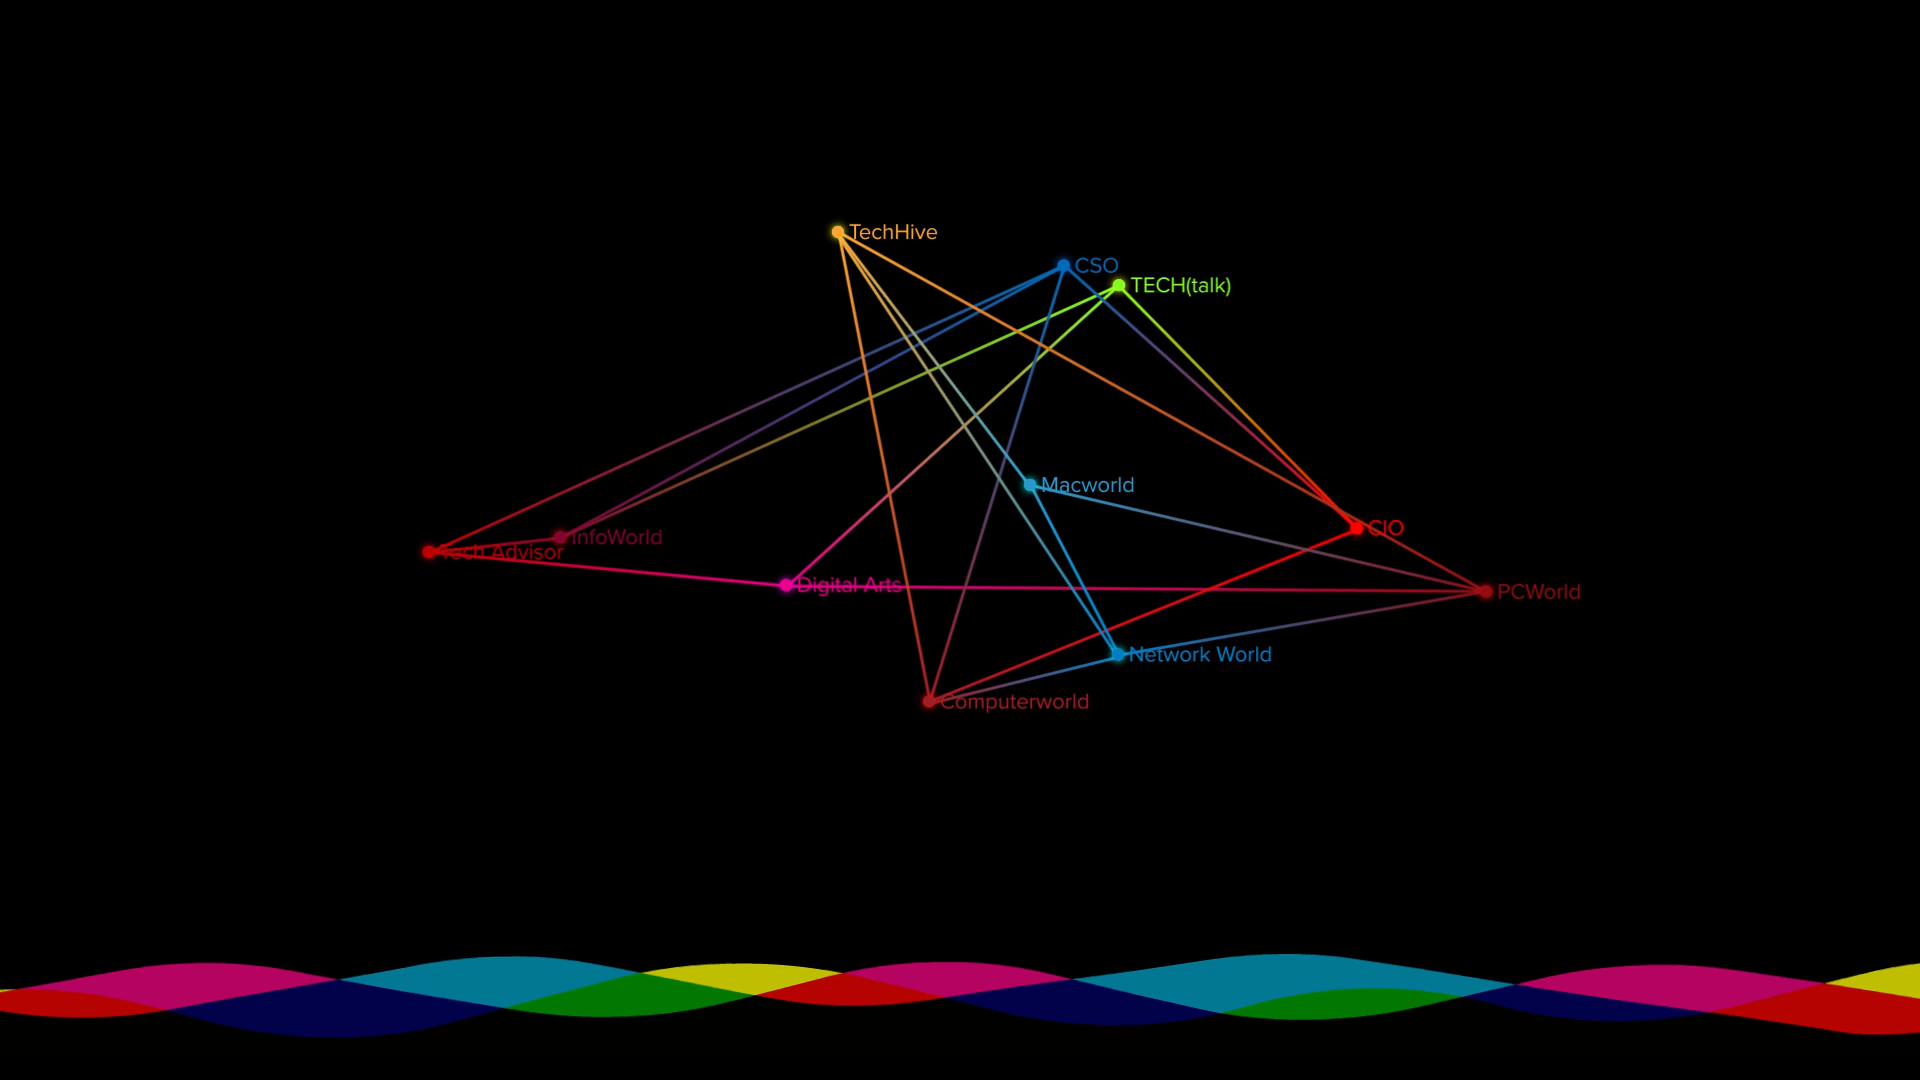 TechHive
CSO
TECH(talk)
Macworld
CIO
InfoWorld
Tech Advisor
Digital Arts
PCWorld
Network World
Computerworld